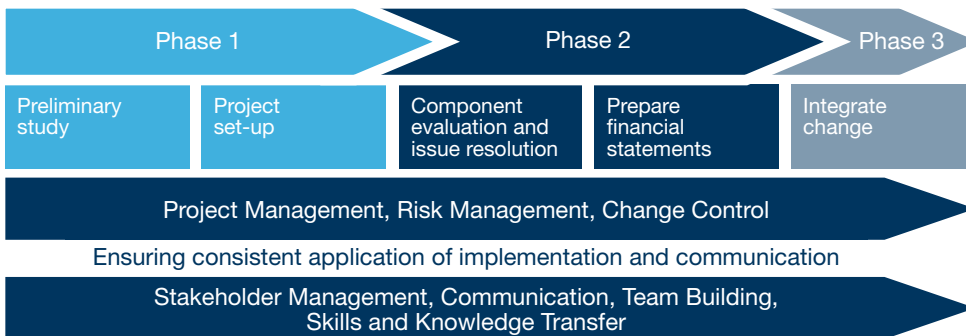 Phase 1
Phase 2
Phase 3
Preliminary
study
Project
set-up
Component
evaluation and
issue resolution
Prepare
financial
statements
Integrate
change
Project Management, Risk Management, Change Control
Ensuring consistent application of implementation and communication
Stakeholder Management, Communication, Team Building,
Skills and Knowledge Transfer